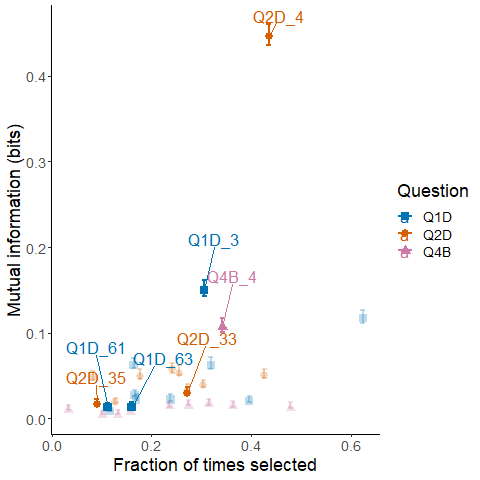 Q2D_4
0.4
0.3
Q1D_3
0.2
Q4B_4
Q2D_33
0.1
Q1D_61
Q1D_63
Q2D_35
0.0
0.0 0.2 0.4 0.6
Fraction of times selected
Mutual information (bits)
Question
a Q1D
a Q2D
a Q4B